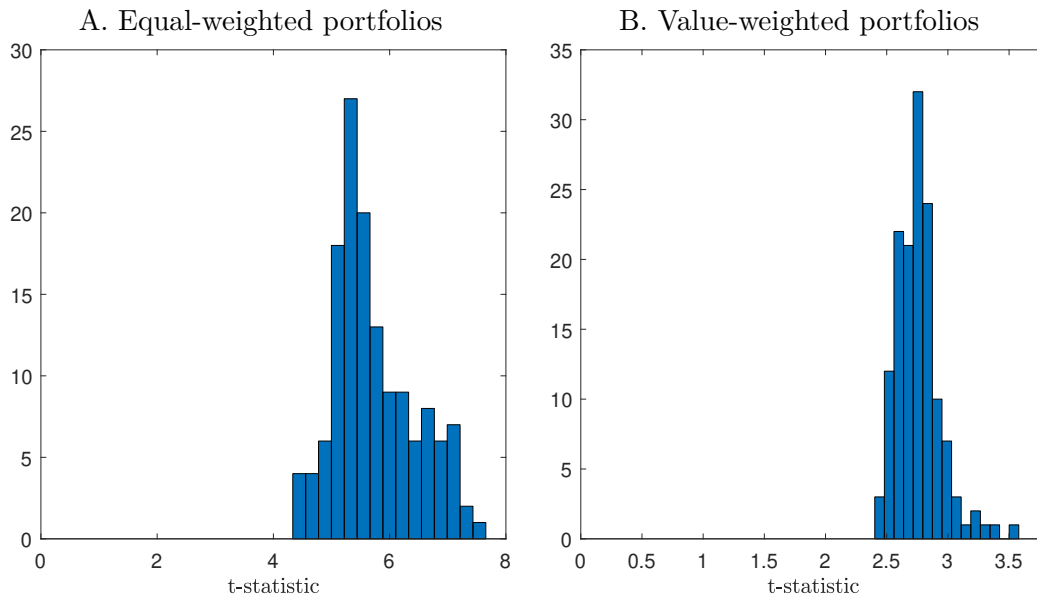 A. Equal-weighted portfolios
30
25
20
15
10
5
0
0 2 4 6 8
t-statistic
B. Value-weighted portfolios
35
30
25
20
15
10
5
0
0 0.5 1 1.5 2 2.5 3 3.5
t-statistic